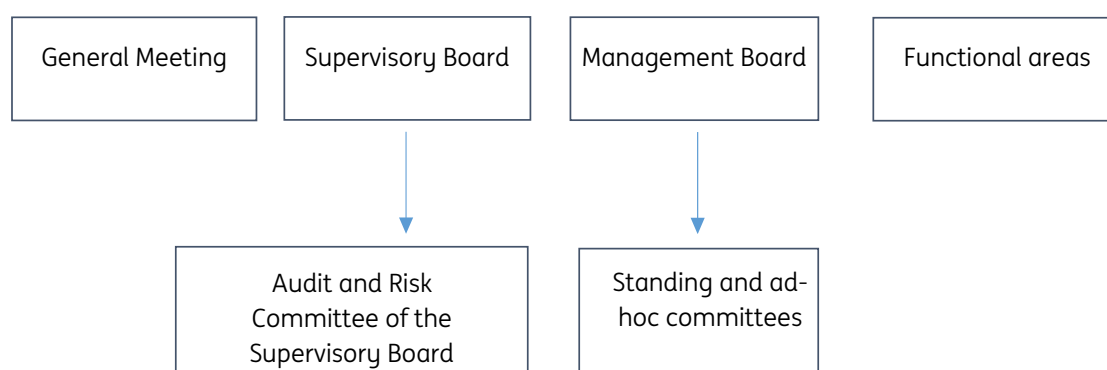 General Meeting
Supervisory Board
Management Board
Functional areas
Audit and Risk
Committee of the
Supervisory Board
Standing and ad-
hoc committees